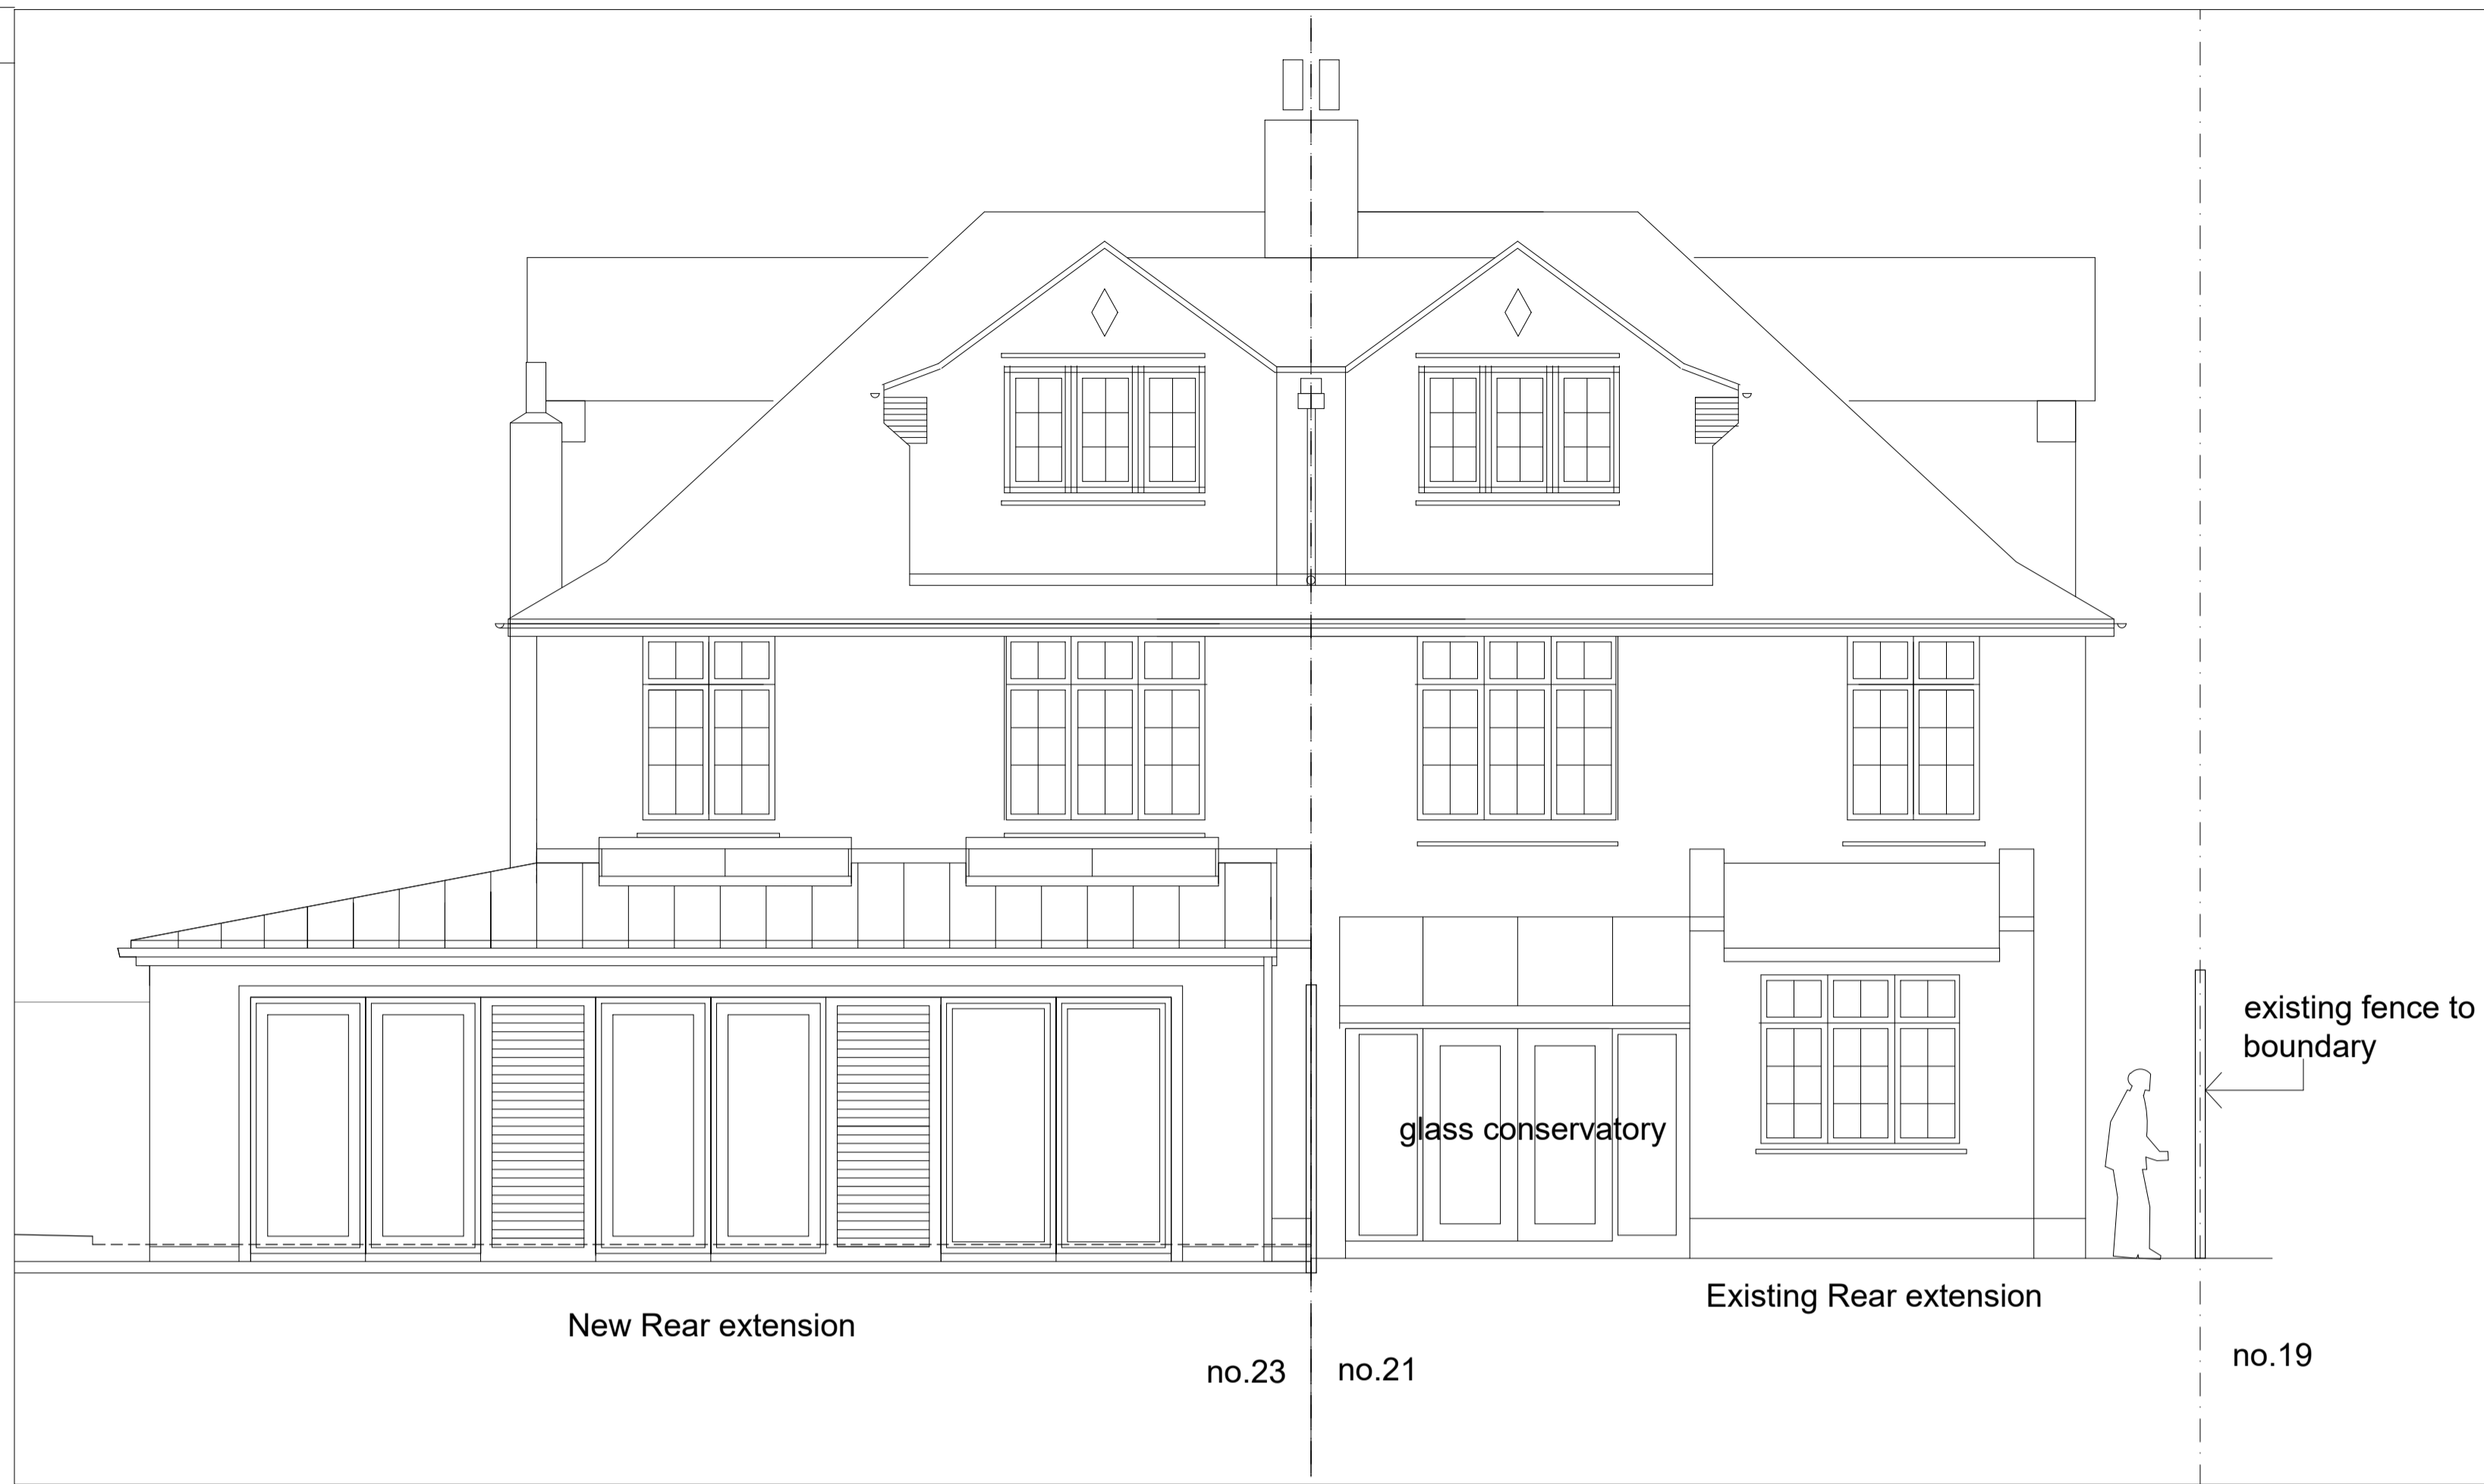 existing fence to
boundary
glass conservatory
Existing Rear extension
New Rear extension
no.23
no.21
no.19